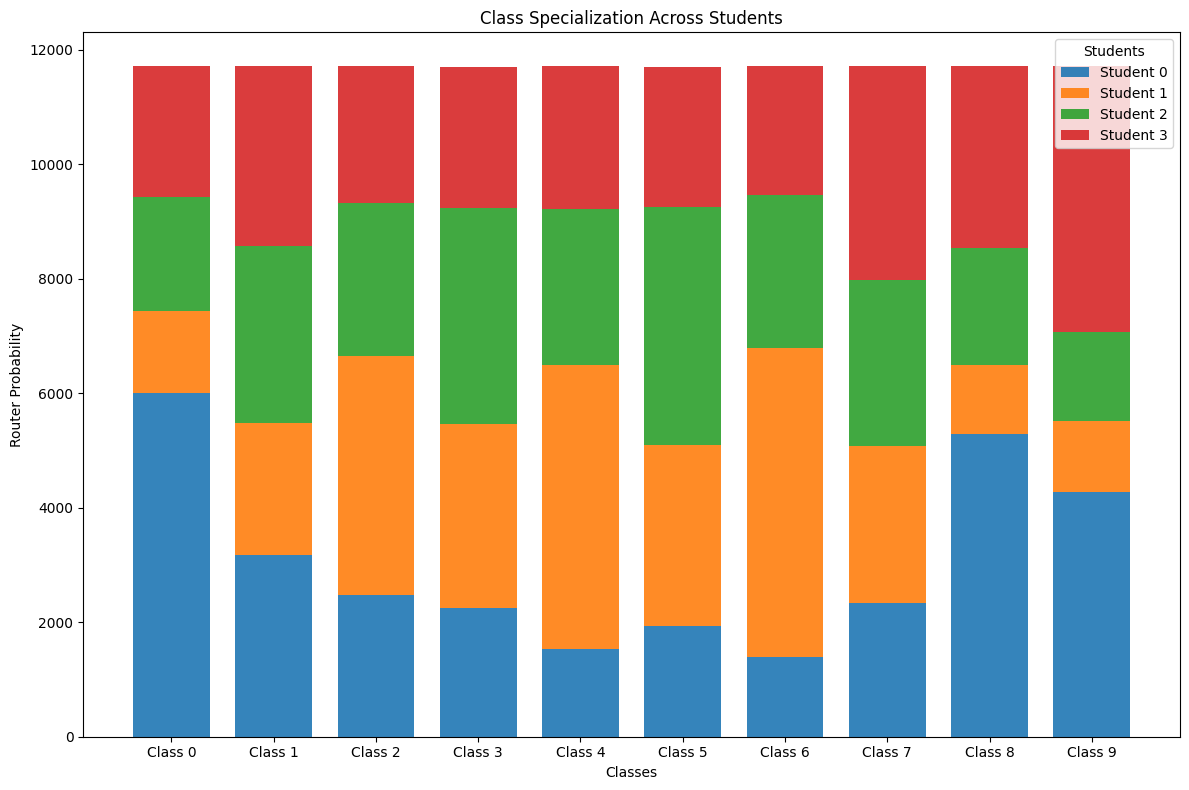 Class Specialization Across Students
12000
10000
8000
6000
4000
2000
0
Router Probability
Students
Student 0
Student 1
Student 2
Student 3
Class 0 Class 1 Class 2 Class 3 Class 4 Class 5 Class 6 Class 7 Class 8 Class 9
Classes